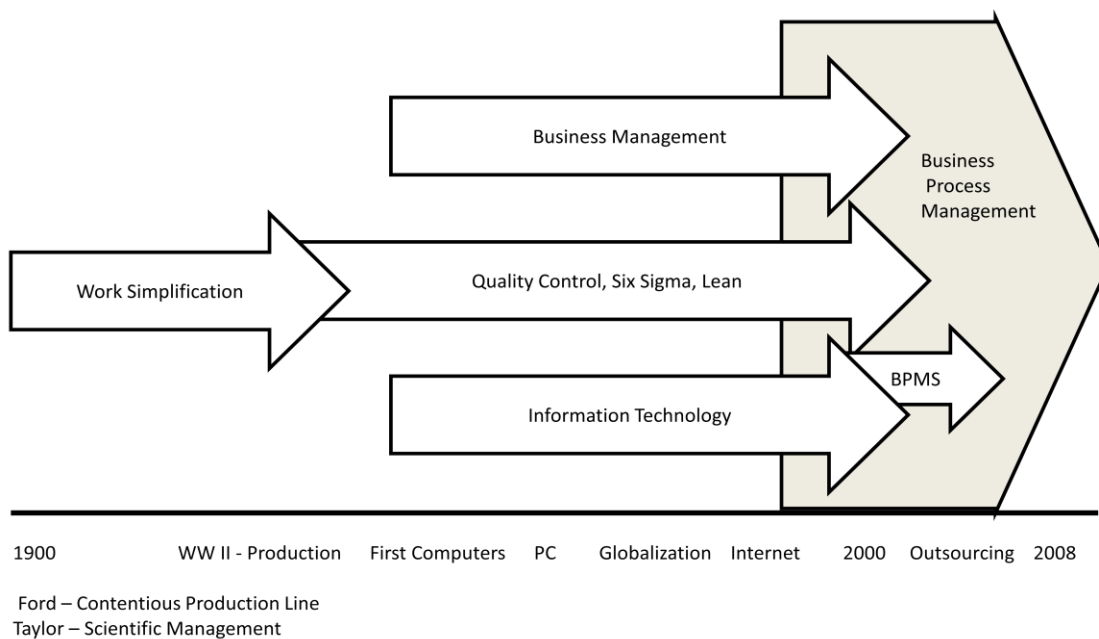 Business Management
Business
Process
Management
Work Simplification
Quality Control, Six Sigma, Lean
BPMS
Information Technology
1900 WW II - Production First Computers PC Globalization Internet 2000 Outsourcing 2008
Ford – Contentious Production Line
Taylor – Scientific Management